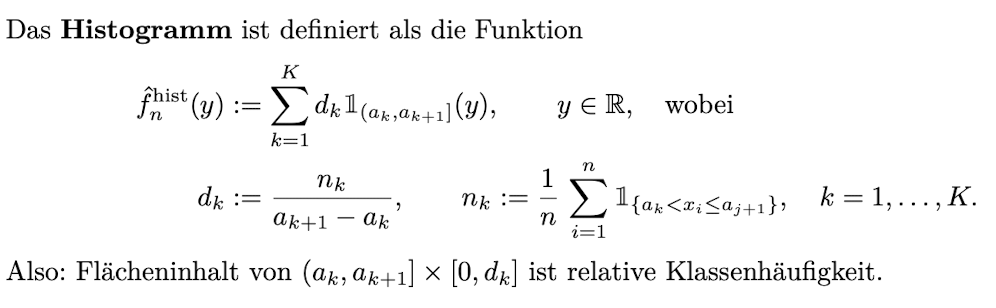 Das Histogramm ist definiert als die Funktion
f̂ₙʰⁱˢᵗ(y) := ∑_{k=1}^{K} d_k 𝟙_{(a_k,a_{k+1}]}(y), y ∈ ℝ, wobei
d_k := n_k / (a_{k+1} − a_k), n_k := 1/n ∑_{i=1}^{n} 𝟙_{{a_k<x_i≤a_{j+1}}}, k = 1, . . . , K.
Also: Flächeninhalt von (a_k, a_{k+1}] × [0, d_k] ist relative Klassenhäufigkeit.